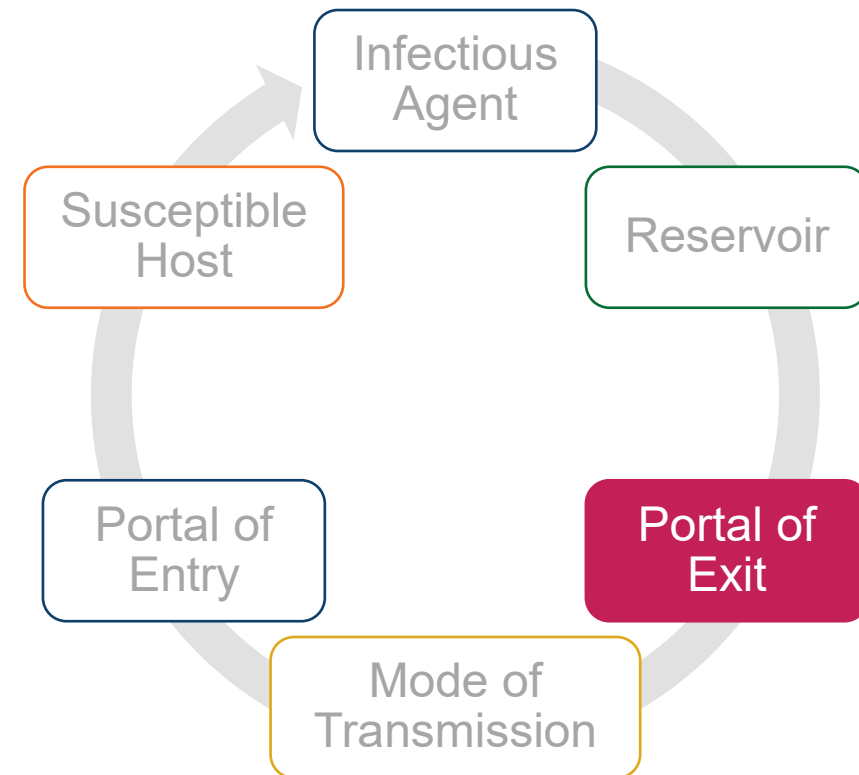 Infectious
Agent
Reservoir
Portal of
Exit
Mode of
Transmission
Portal of
Entry
Susceptible
Host